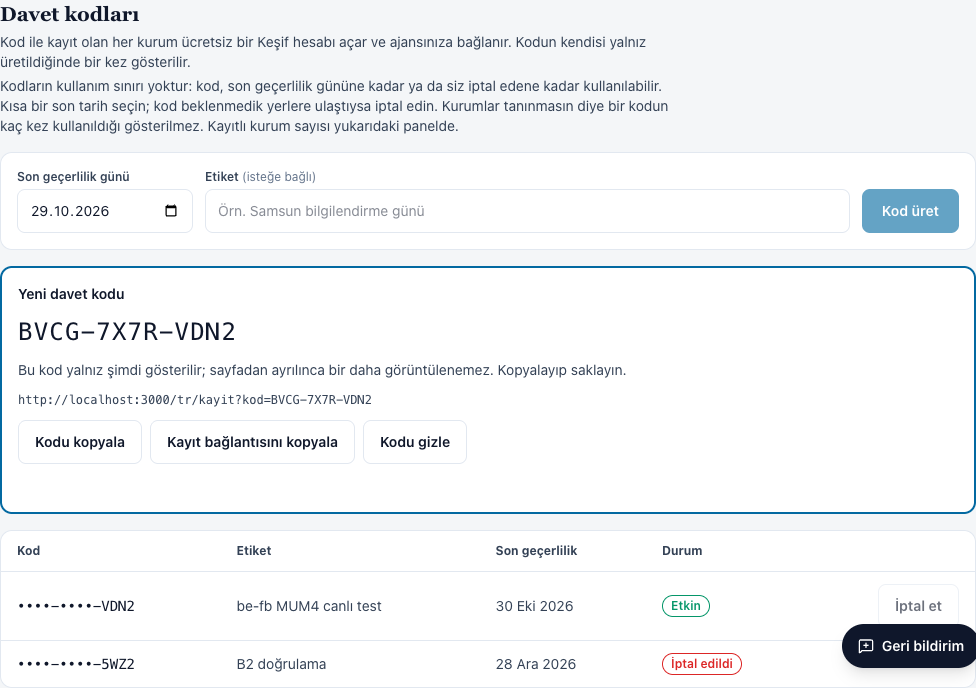 Davet kodları
Kod ile kayıt olan her kurum ücretsiz bir Keşif hesabı açar ve ajansınıza bağlanır. Kodun kendisi yalnız
üretildiğinde bir kez gösterilir.
Kodların kullanım sınırı yoktur: kod, son geçerlilik gününe kadar ya da siz iptal edene kadar kullanılabilir.
Kısa bir son tarih seçin; kod beklenmedik yerlere ulaştıysa iptal edin. Kurumlar tanınmasın diye bir kodun
kaç kez kullanıldığı gösterilmez. Kayıtlı kurum sayısı yukarıdaki panelde.
Son geçerlilik günü
Etiket (isteğe bağlı)
29.10.2026
Örn. Samsun bilgilendirme günü
Kod üret
Yeni davet kodu
BVCG–7X7R–VDN2
Bu kod yalnız şimdi gösterilir; sayfadan ayrılınca bir daha görüntülenemez. Kopyalayıp saklayın.
http://localhost:3000/tr/kayit?kod=BVCG-7X7R-VDN2
Kodu kopyala
Kayıt bağlantısını kopyala
Kodu gizle
Kod Etiket Son geçerlilik Durum
••••–••••–VDN2 be-fb MUM4 canlı test 30 Eki 2026 Etkin İptal et
••••–••••–5WZ2 B2 doğrulama 28 Ara 2026 İptal edildi
Geri bildirim